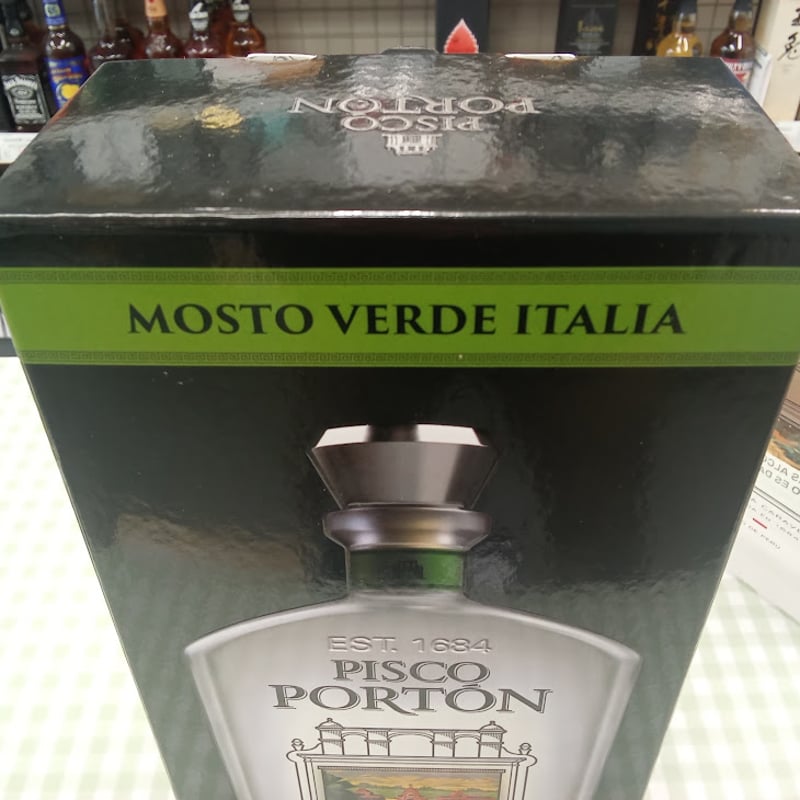 PISCO
PORTÓN
MOSTO VERDE ITALIA
EST. 1684
PISCO
PORTÓN